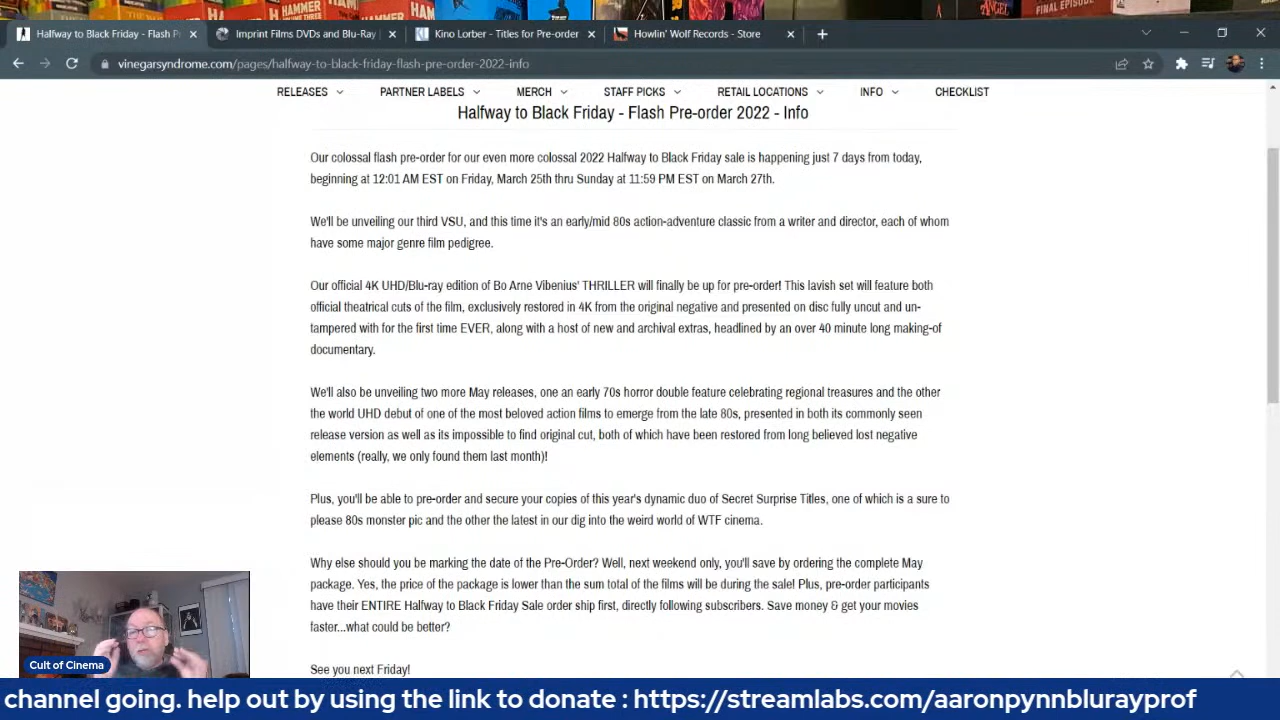 HAMMER
HAMMER
ANGEL
FINAL EPISODE
Halfway to Black Friday - Flash P
Imprint Films DVDs and Blu-Ray
Kino Lorber - Titles for Pre-order
Howlin' Wolf Records - Store
vinegarsyndrome.com/pages/halfway-to-black-friday-flash-pre-order-2022-info
RELEASES PARTNER LABELS MERCH STAFF PICKS RETAIL LOCATIONS INFO CHECKLIST
Halfway to Black Friday - Flash Pre-order 2022 - Info
Our colossal flash pre-order for our even more colossal 2022 Halfway to Black Friday sale is happening just 7 days from today,
beginning at 12:01 AM EST on Friday, March 25th thru Sunday at 11:59 PM EST on March 27th.
We'll be unveiling our third VSU, and this time it's an early/mid 80s action-adventure classic from a writer and director, each of whom
have some major genre film pedigree.
Our official 4K UHD/Blu-ray edition of Bo Arne Vibenius' THRILLER will finally be up for pre-order! This lavish set will feature both
official theatrical cuts of the film, exclusively restored in 4K from the original negative and presented on disc fully uncut and un-
tampered with for the first time EVER, along with a host of new and archival extras, headlined by an over 40 minute long making-of
documentary.
We'll also be unveiling two more May releases, one an early 70s horror double feature celebrating regional treasures and the other
the world UHD debut of one of the most beloved action films to emerge from the late 80s, presented in both its commonly seen
release version as well as its impossible to find original cut, both of which have been restored from long believed lost negative
elements (really, we only found them last month)!
Plus, you'll be able to pre-order and secure your copies of this year's dynamic duo of Secret Surprise Titles, one of which is a sure to
please 80s monster pic and the other the latest in our dig into the weird world of WTF cinema.
Why else should you be marking the date of the Pre-Order? Well, next weekend only, you'll save by ordering the complete May
package. Yes, the price of the package is lower than the sum total of the films will be during the sale! Plus, pre-order participants
have their ENTIRE Halfway to Black Friday Sale order ship first, directly following subscribers. Save money & get your movies
faster...what could be better?
See you next Friday!
Cult of Cinema
channel going. help out by using the link to donate : https://streamlabs.com/aaronpynnblurayprof